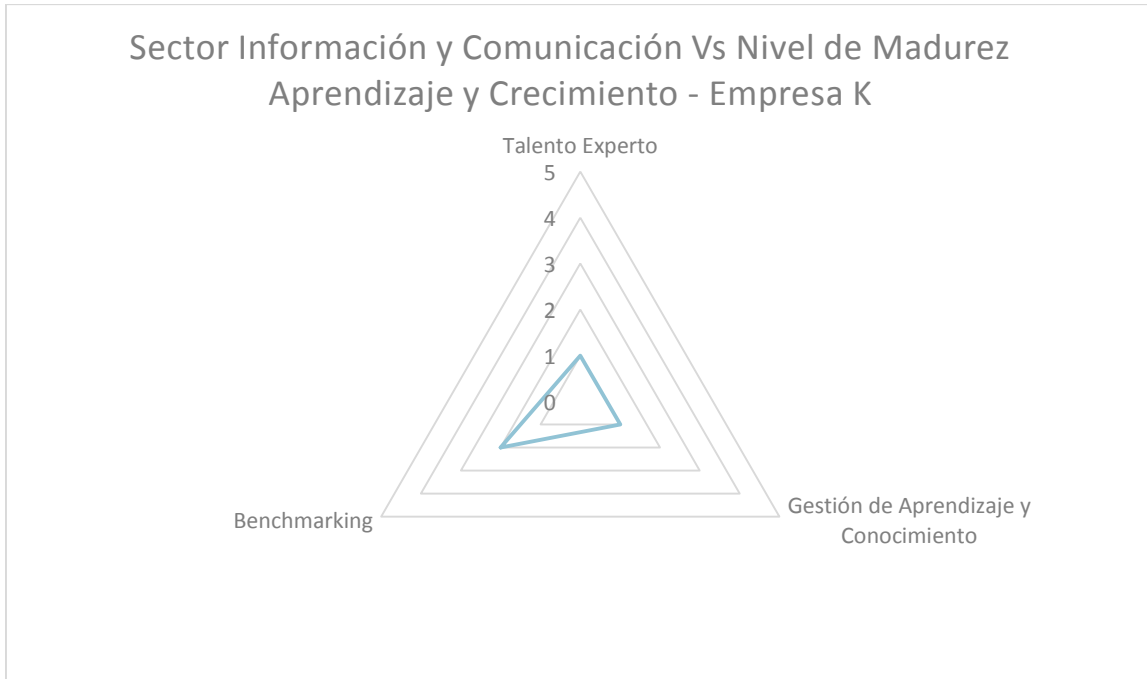 Sector Información y Comunicación Vs Nivel de Madurez
Aprendizaje y Crecimiento - Empresa K
Talento Experto
5
4
3
2
1
0
Benchmarking
Gestión de Aprendizaje y
Conocimiento